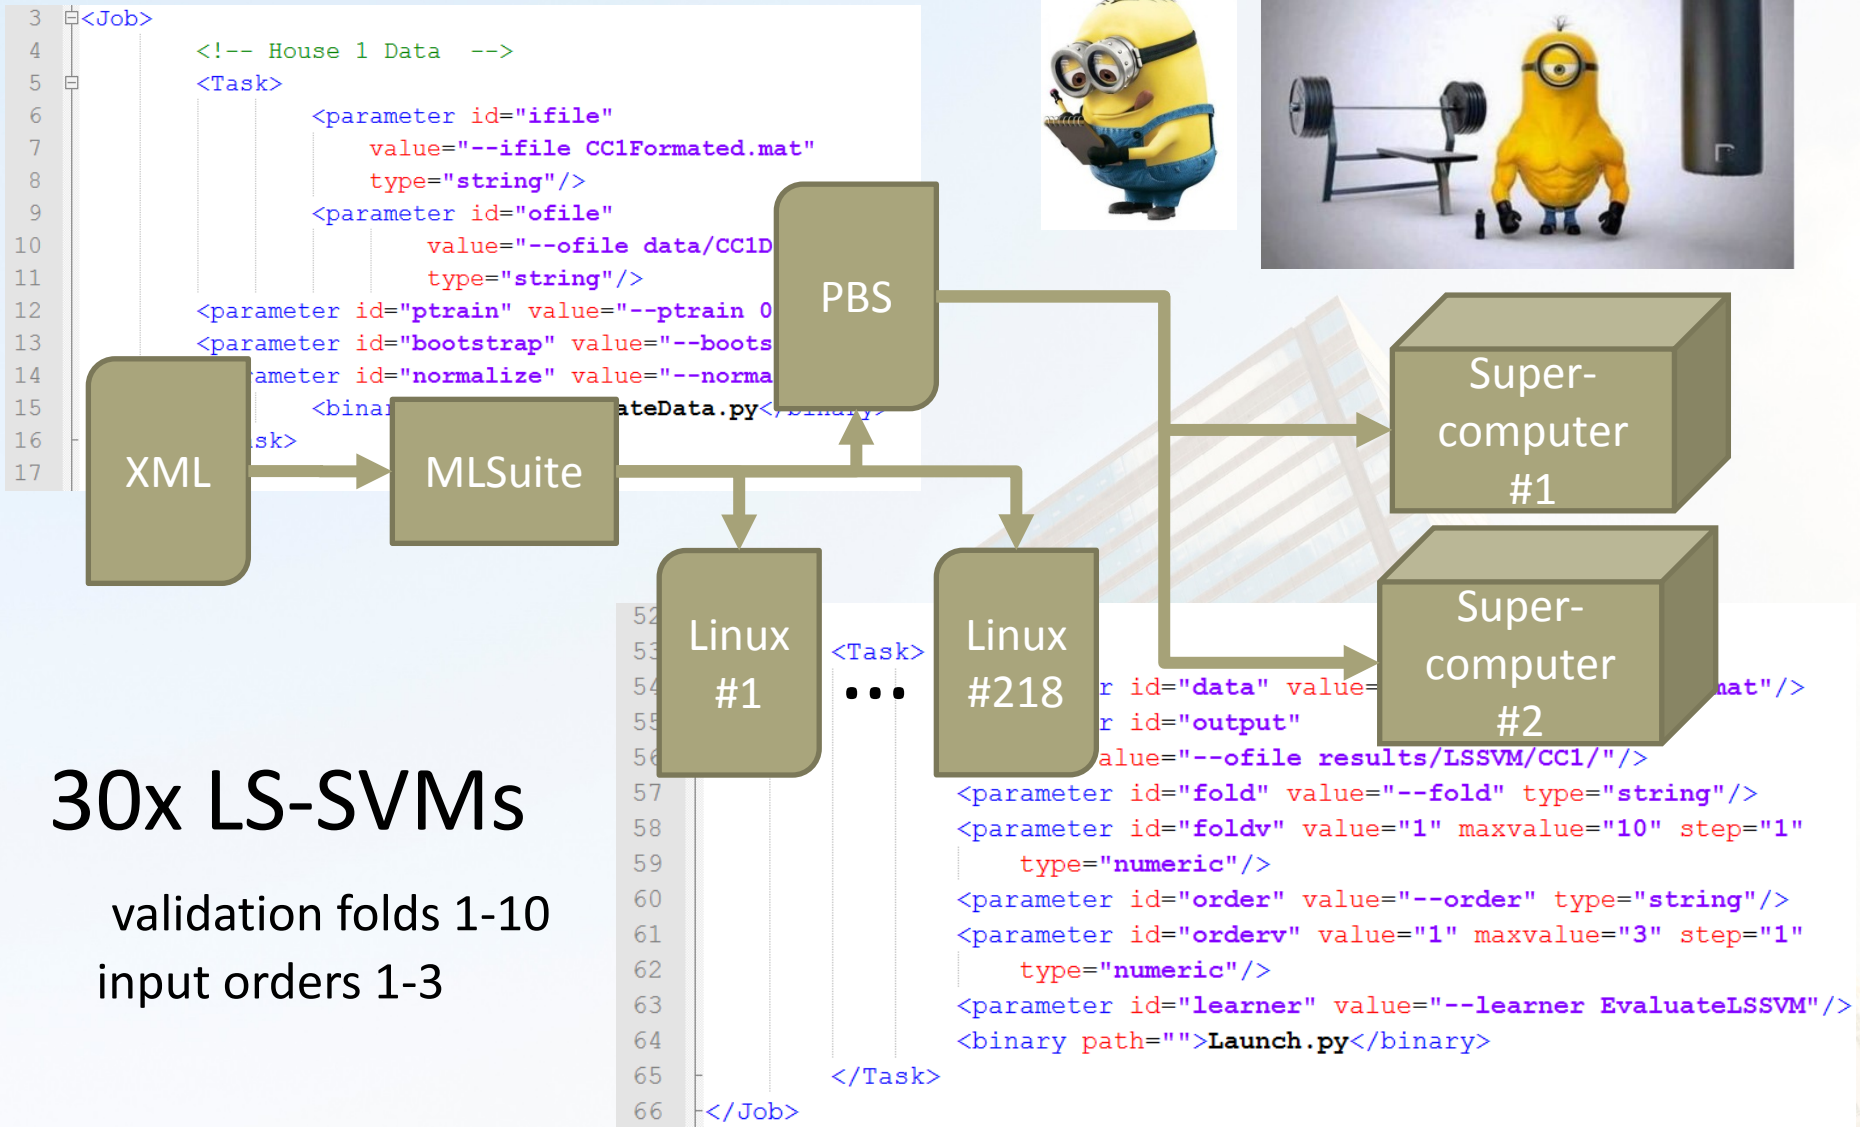 3 <Job>
4 <!-- House 1 Data -->
5 <Task>
6 <parameter id="ifile"
7 value="--ifile CC1Formated.mat"
8 type="string"/>
9 <parameter id="ofile"
10 value="--ofile data/CC1D
11 type="string"/>
12 <parameter id="ptrain" value="--ptrain 0
13 <parameter id="bootstrap" value="--boots
14 ameter id="normalize" value="--norma
15 <binar ateData.py</binary>
16 sk>
17
XML
MLSuite
PBS
Linux
#1
...
Linux
#218
Super-
computer
#1
Super-
computer
#2
30x LS-SVMs
validation folds 1-10
input orders 1-3
52
53 <Task>
54 r id="data" value= mat"/>
55 r id="output"
56 alue="--ofile results/LSSVM/CC1/"/>
57 <parameter id="fold" value="--fold" type="string"/>
58 <parameter id="foldv" value="1" maxvalue="10" step="1"
59 type="numeric"/>
60 <parameter id="order" value="--order" type="string"/>
61 <parameter id="orderv" value="1" maxvalue="3" step="1"
62 type="numeric"/>
63 <parameter id="learner" value="--learner EvaluateLSSVM"/>
64 <binary path="">Launch.py</binary>
65 </Task>
66 </Job>